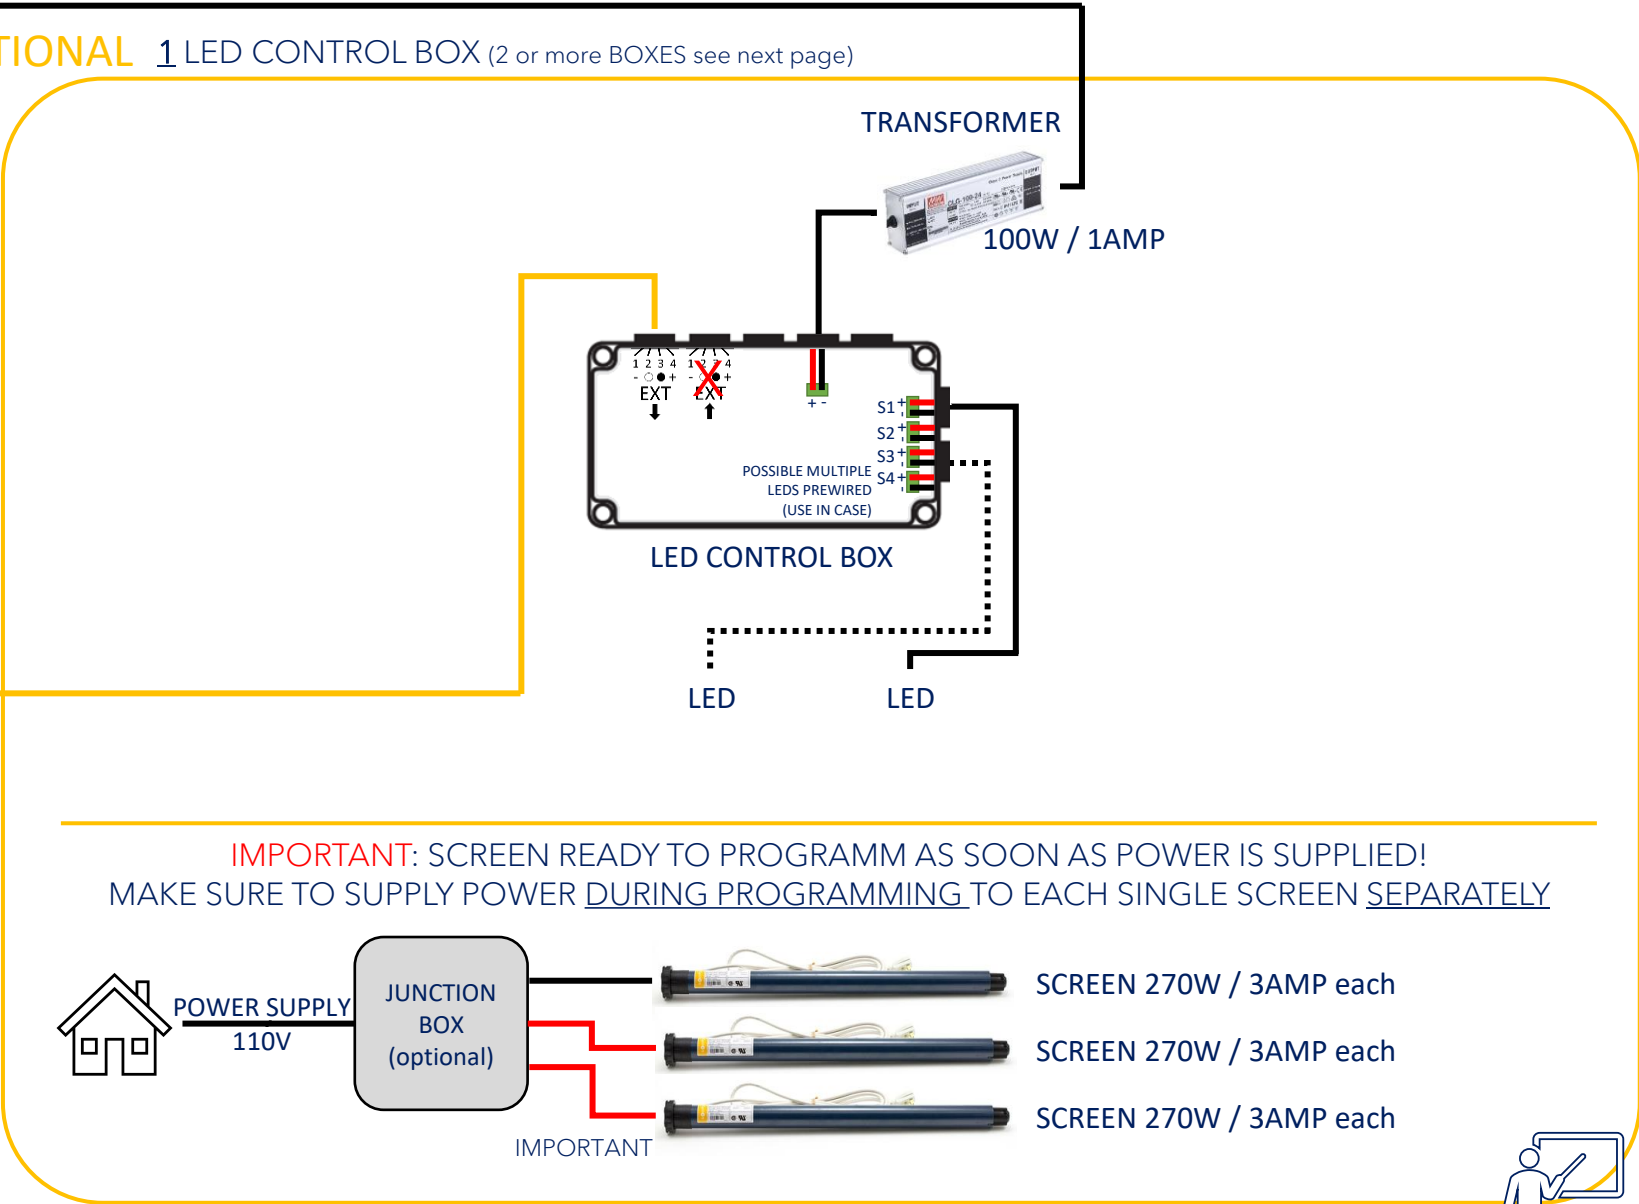 TIONAL 1 LED CONTROL BOX (2 or more BOXES see next page)
TRANSFORMER
CLG-100-24
100W / 1AMP
1 2 3 4 1 2 3 4
- + - +
EXT EXT
+ -
S1 + -
S2 + -
S3 + -
S4 + -
POSSIBLE MULTIPLE
LEDS PREWIRED
(USE IN CASE)
LED CONTROL BOX
LED LED
IMPORTANT: SCREEN READY TO PROGRAMM AS SOON AS POWER IS SUPPLIED!
MAKE SURE TO SUPPLY POWER DURING PROGRAMMING TO EACH SINGLE SCREEN SEPARATELY
POWER SUPPLY
110V
JUNCTION
BOX
(optional)
SCREEN 270W / 3AMP each
SCREEN 270W / 3AMP each
SCREEN 270W / 3AMP each
IMPORTANT